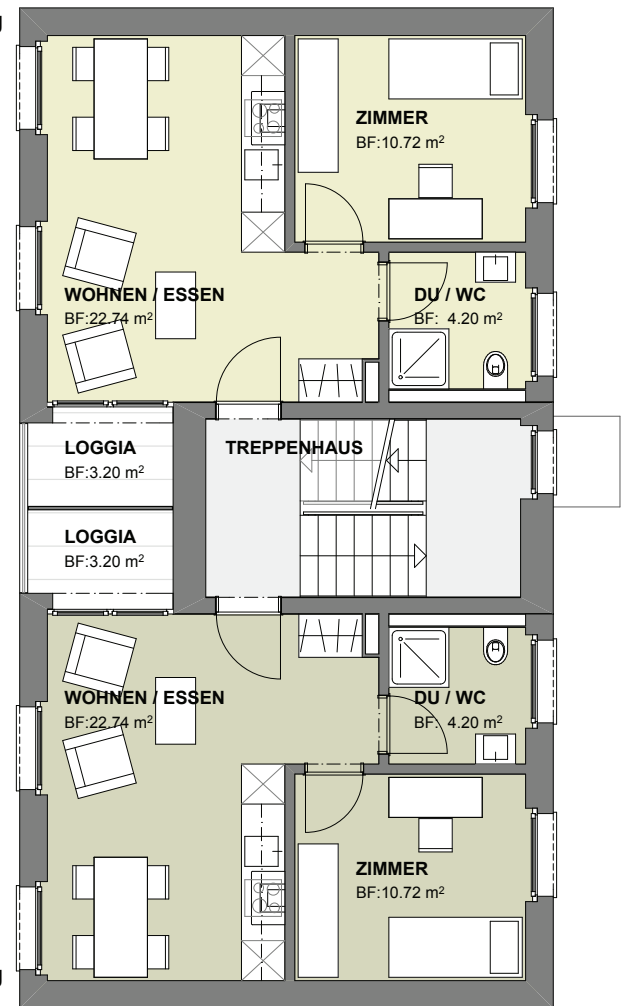 ZIMMER
BF:10.72 m²
WOHNEN / ESSEN
BF:22.74 m²
DU / WC
BF: 4.20 m²
LOGGIA
BF:3.20 m²
TREPPENHAUS
LOGGIA
BF:3.20 m²
WOHNEN / ESSEN
BF:22.74 m²
DU / WC
BF: 4.20 m²
ZIMMER
BF:10.72 m²